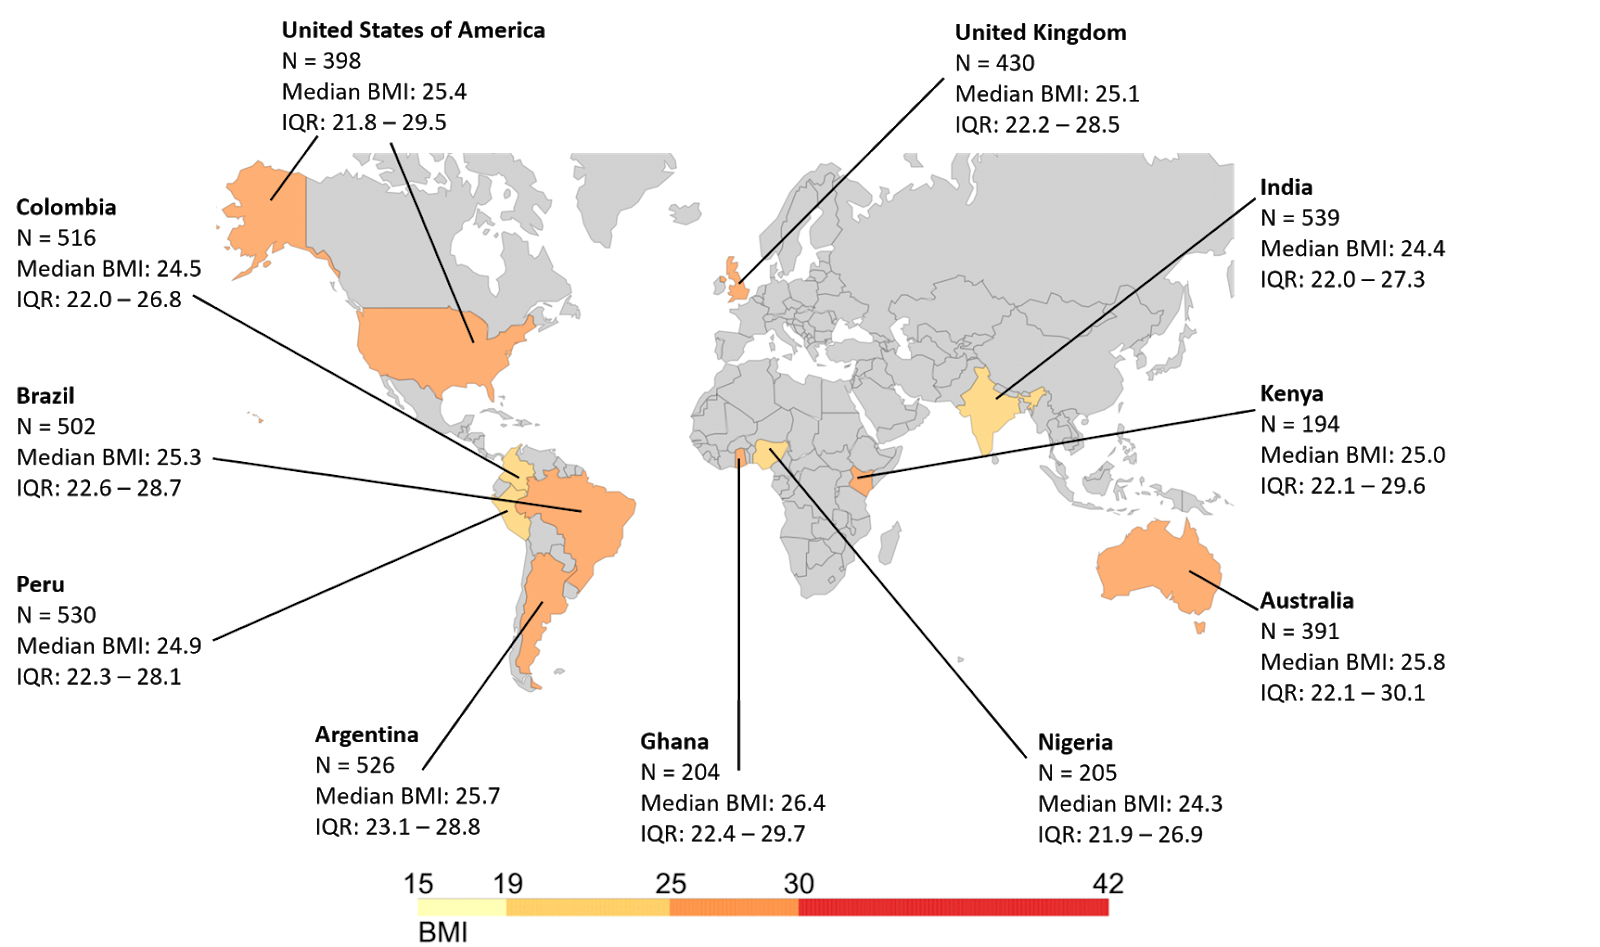 United States of America
N = 398
Median BMI: 25.4
IQR: 21.8 – 29.5
United Kingdom
N = 430
Median BMI: 25.1
IQR: 22.2 – 28.5
India
N = 539
Median BMI: 24.4
IQR: 22.0 – 27.3
Colombia
N = 516
Median BMI: 24.5
IQR: 22.0 – 26.8
Brazil
N = 502
Median BMI: 25.3
IQR: 22.6 – 28.7
Kenya
N = 194
Median BMI: 25.0
IQR: 22.1 – 29.6
Peru
N = 530
Median BMI: 24.9
IQR: 22.3 – 28.1
Australia
N = 391
Median BMI: 25.8
IQR: 22.1 – 30.1
Argentina
N = 526
Median BMI: 25.7
IQR: 23.1 – 28.8
Ghana
N = 204
Median BMI: 26.4
IQR: 22.4 – 29.7
Nigeria
N = 205
Median BMI: 24.3
IQR: 21.9 – 26.9
15 19 25 30 42
BMI